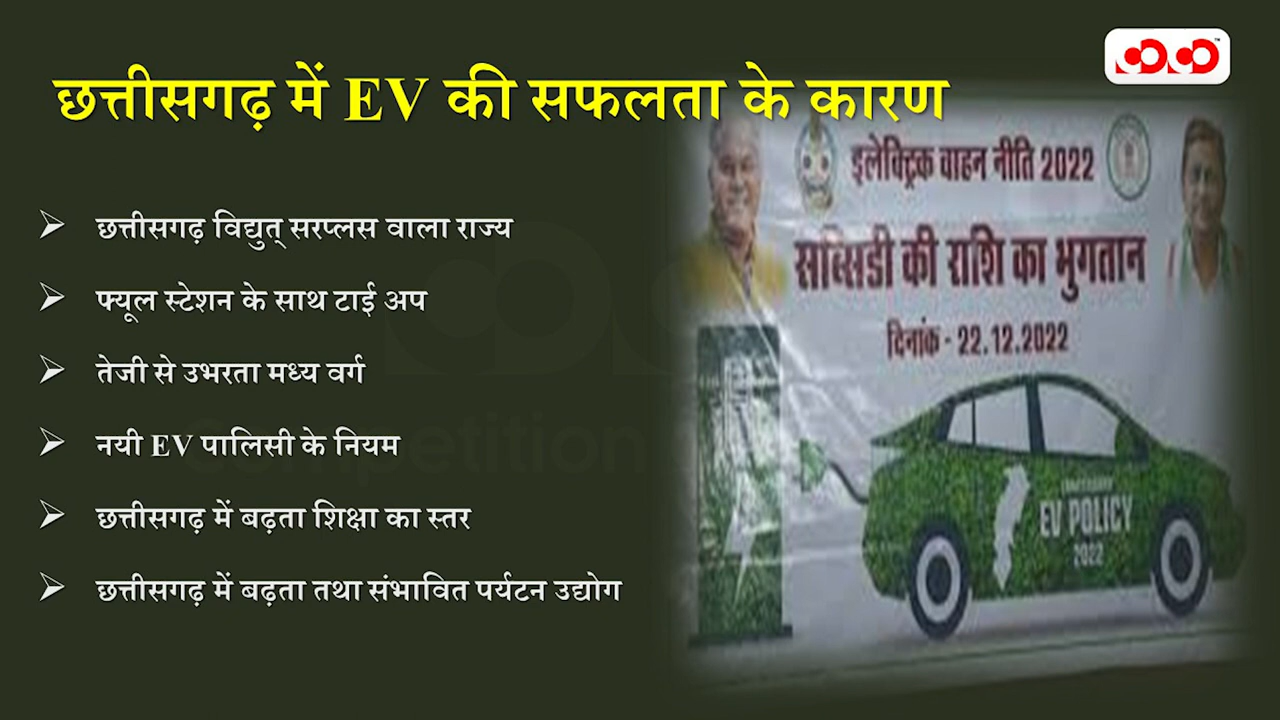 छत्तीसगढ़ में EV की सफलता के कारण
छत्तीसगढ़ विद्युत् सरप्लस वाला राज्य
फ्यूल स्टेशन के साथ टाई अप
तेजी से उभरता मध्य वर्ग
नयी EV पालिसी के नियम
छत्तीसगढ़ में बढ़ता शिक्षा का स्तर
छत्तीसगढ़ में बढ़ता तथा संभावित पर्यटन उद्योग
इलेक्ट्रिक वाहन नीति 2022
सब्सिडी की राशि का भुगतान
दिनांक - 22.12.2022
EV POLICY
2022
Competition